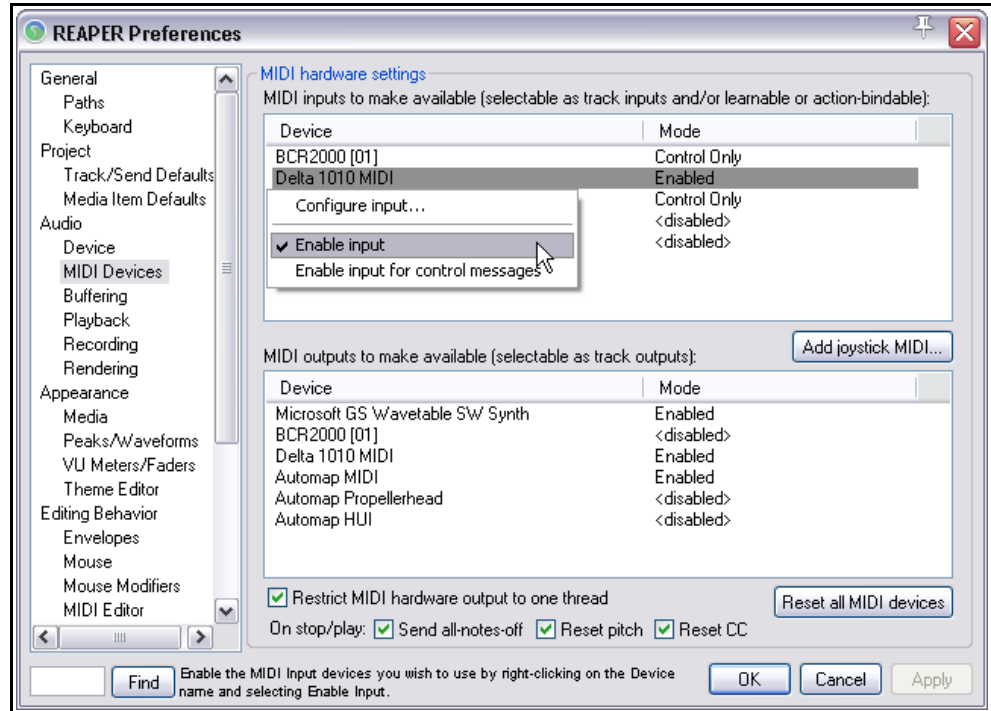 REAPER Preferences
General
Paths
Keyboard
Project
Track/Send Defaults
Media Item Defaults
Audio
Device
MIDI Devices
Buffering
Playback
Recording
Rendering
Appearance
Media
Peaks/Waveforms
VU Meters/Faders
Theme Editor
Editing Behavior
Envelopes
Mouse
Mouse Modifiers
MIDI Editor
MIDI hardware settings
MIDI inputs to make available (selectable as track inputs and/or learnable or action-bindable):
Device Mode
BCR2000 [01] Control Only
Delta 1010 MIDI Enabled
Control Only
<disabled>
<disabled>
Configure input...
Enable input
Enable input for control messages
Add joystick MIDI...
MIDI outputs to make available (selectable as track outputs):
Device Mode
Microsoft GS Wavetable SW Synth Enabled
BCR2000 [01] <disabled>
Delta 1010 MIDI Enabled
Automap MIDI Enabled
Automap Propellerhead <disabled>
Automap HUI <disabled>
Restrict MIDI hardware output to one thread
Reset all MIDI devices
On stop/play: Send all-notes-off Reset pitch Reset CC
Find
Enable the MIDI Input devices you wish to use by right-clicking on the Device
name and selecting Enable Input.
OK Cancel Apply